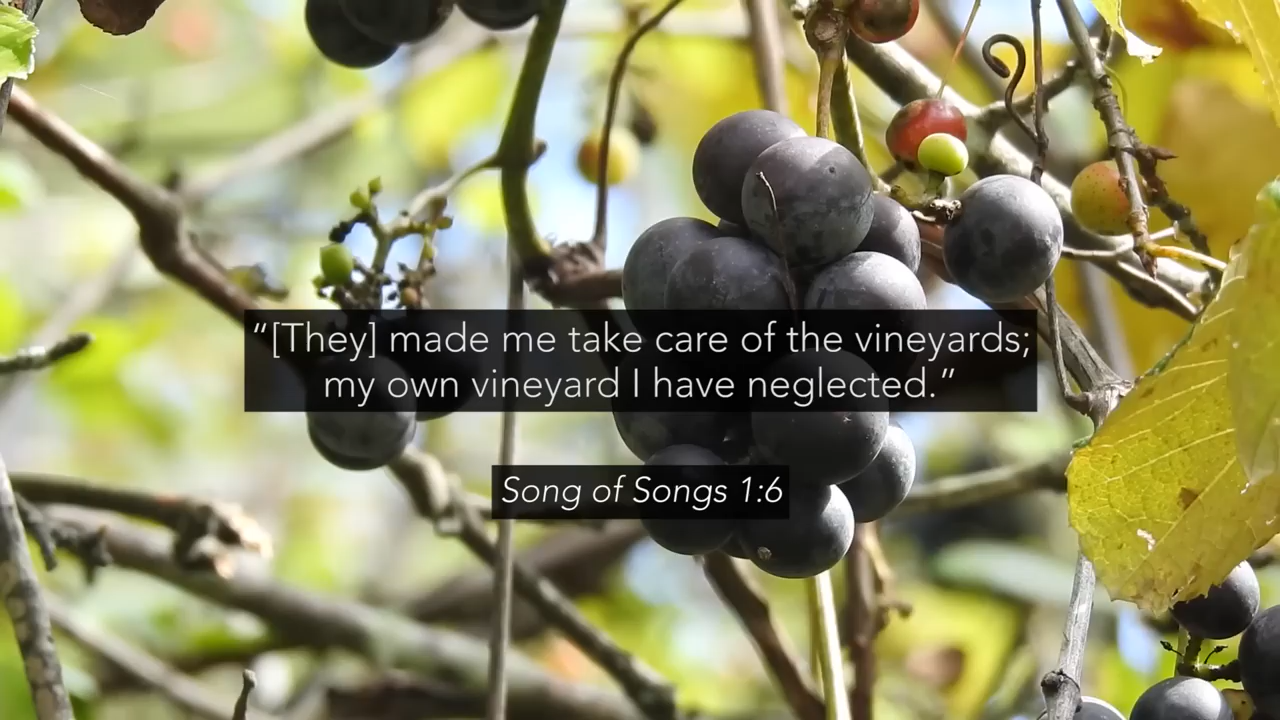 “[They] made me take care of the vineyards;
my own vineyard I have neglected.”
Song of Songs 1:6